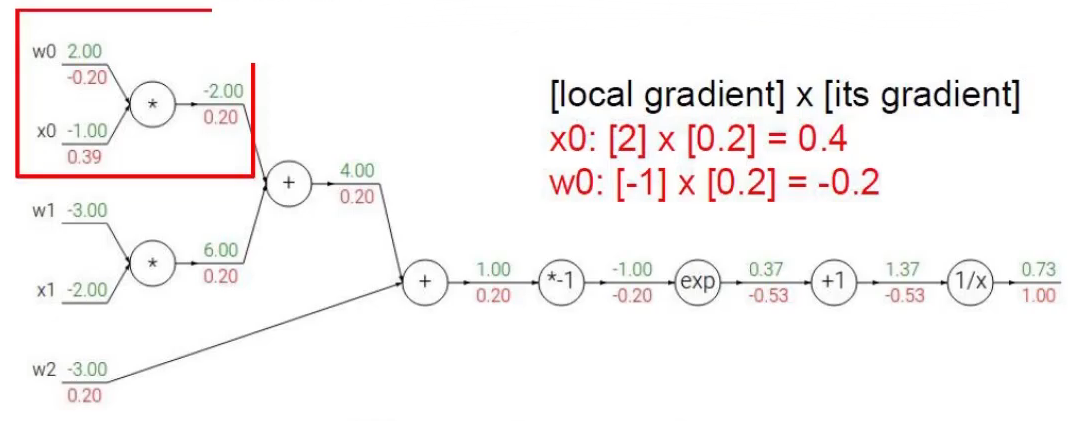 w0 2.00
-0.20
x0 -1.00
0.39
*
-2.00
0.20
w1 -3.00
x1 -2.00
*
6.00
0.20
+
4.00
0.20
w2 -3.00
0.20
+
1.00
0.20
*-1
-1.00
-0.20
exp
0.37
-0.53
+1
1.37
-0.53
1/x
0.73
1.00
[local gradient] x [its gradient]
x0: [2] x [0.2] = 0.4
w0: [-1] x [0.2] = -0.2